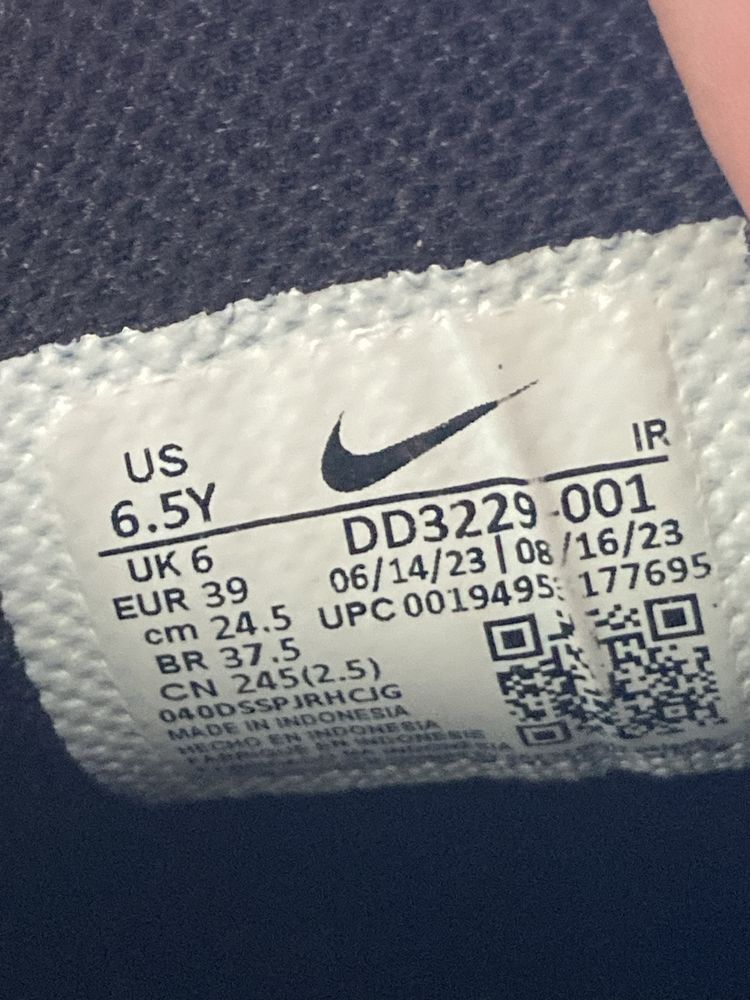 US
6.5Y
IR
UK 6
EUR 39
cm 24.5
BR 37.5
CN 245(2.5)
040DSSPJRHCJG
MADE IN INDONESIA
HECHO EN INDONESIA
DD3229 001
06/14/23 | 08/16/23
UPC 0019495 177695